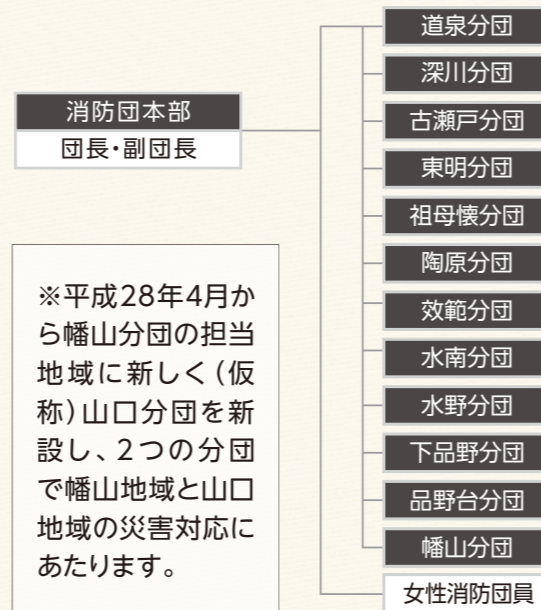 消防団本部
団長・副団長
道泉分団
深川分団
古瀬戸分団
東明分団
祖母懐分団
陶原分団
效範分団
水南分団
水野分団
下品野分団
品野台分団
幡山分団
女性消防団員
※平成28年4月か
ら幡山分団の担当
地域に新しく(仮
称)山口分団を新
設し、2つの分団
で幡山地域と山口
地域の災害対応に
あたります。